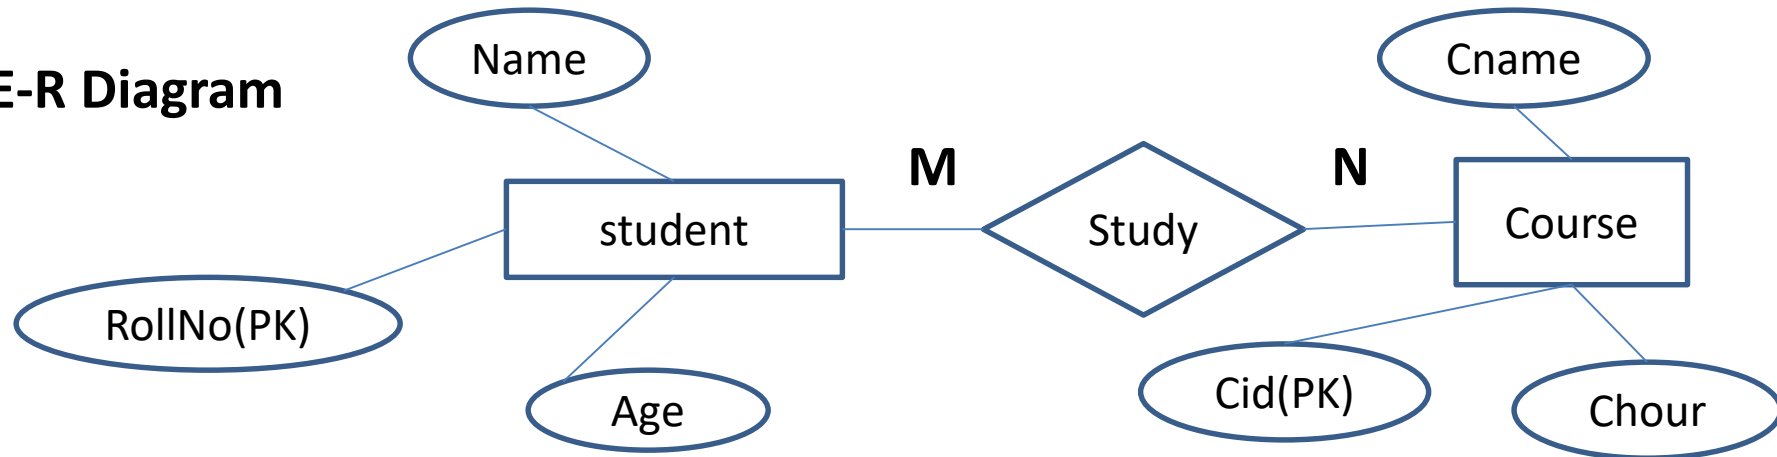 Name
Cname
E-R Diagram
M
N
student
Study
Course
RollNo(PK)
Age
Cid(PK)
Chour